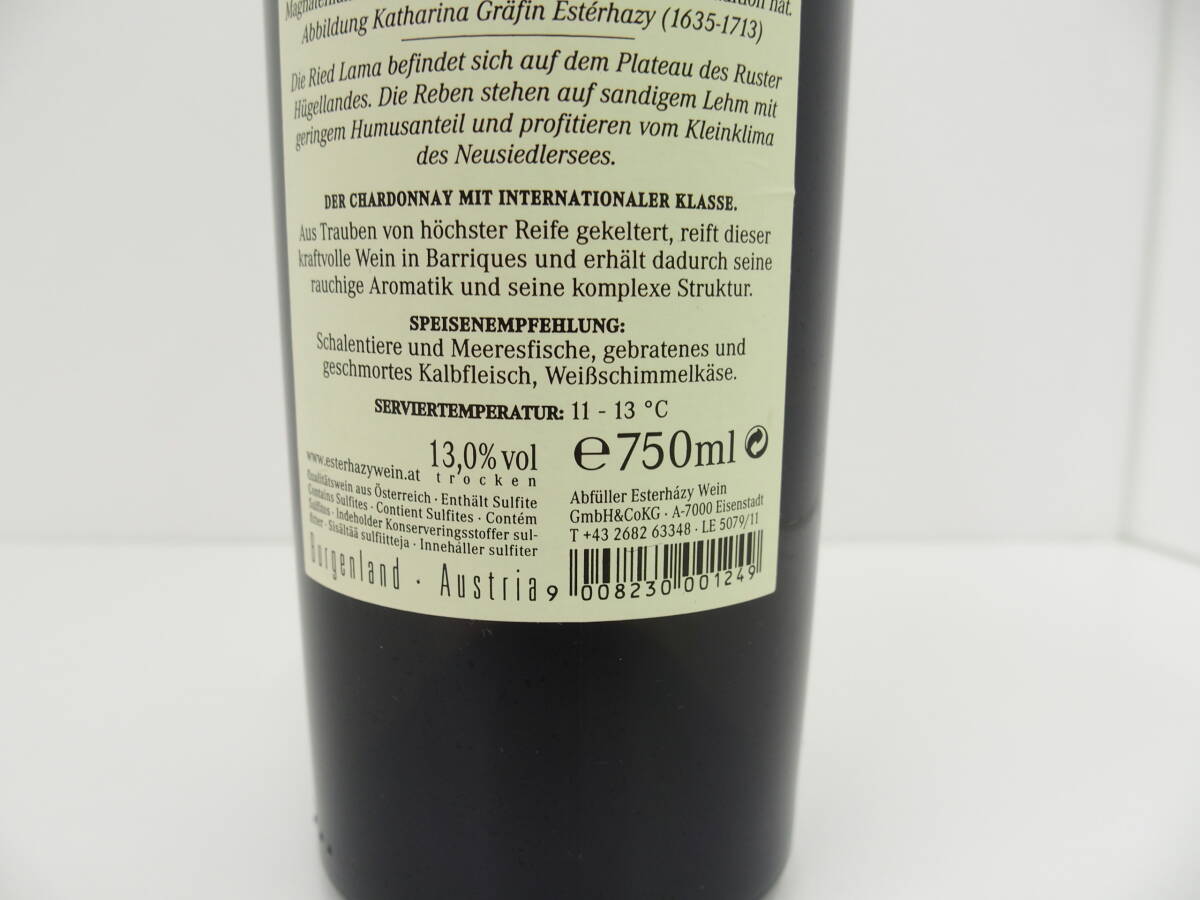 hat.
Abbildung Katharina Gräfin Estérhazy (1635-1713)
Die Ried Lama befindet sich auf dem Plateau des Ruster
Hügellandes. Die Reben stehen auf sandigem Lehm mit
geringem Humusanteil und profitieren vom Kleinklima
des Neusiedlersees.
DER CHARDONNAY MIT INTERNATIONALER KLASSE.
Aus Trauben von höchster Reife gekeltert, reift dieser
kraftvolle Wein in Barriques und erhält dadurch seine
rauchige Aromatik und seine komplexe Struktur.
SPEISENEMPFEHLUNG:
Schalentiere und Meeresfische, gebratenes und
geschmortes Kalbfleisch, Weißschimmelkäse.
SERVIERTEMPERATUR: 11 - 13 °C
www.esterhazywein.at
13,0% vol
trocken
Qualitätswein aus Österreich · Enthält Sulfite
Contains Sulfites · Contient Sulfites · Contém
Sulfitos · Indeholder Konserveringsstoffer sul-
fitter · Sisältää sulfiitteja · Innehåller sulfiter
Burgenland · Austria
℮750ml
Abfüller Esterházy Wein
GmbH&CoKG · A-7000 Eisenstadt
T +43 2682 63348 · LE 5079/11
9 008230 001249